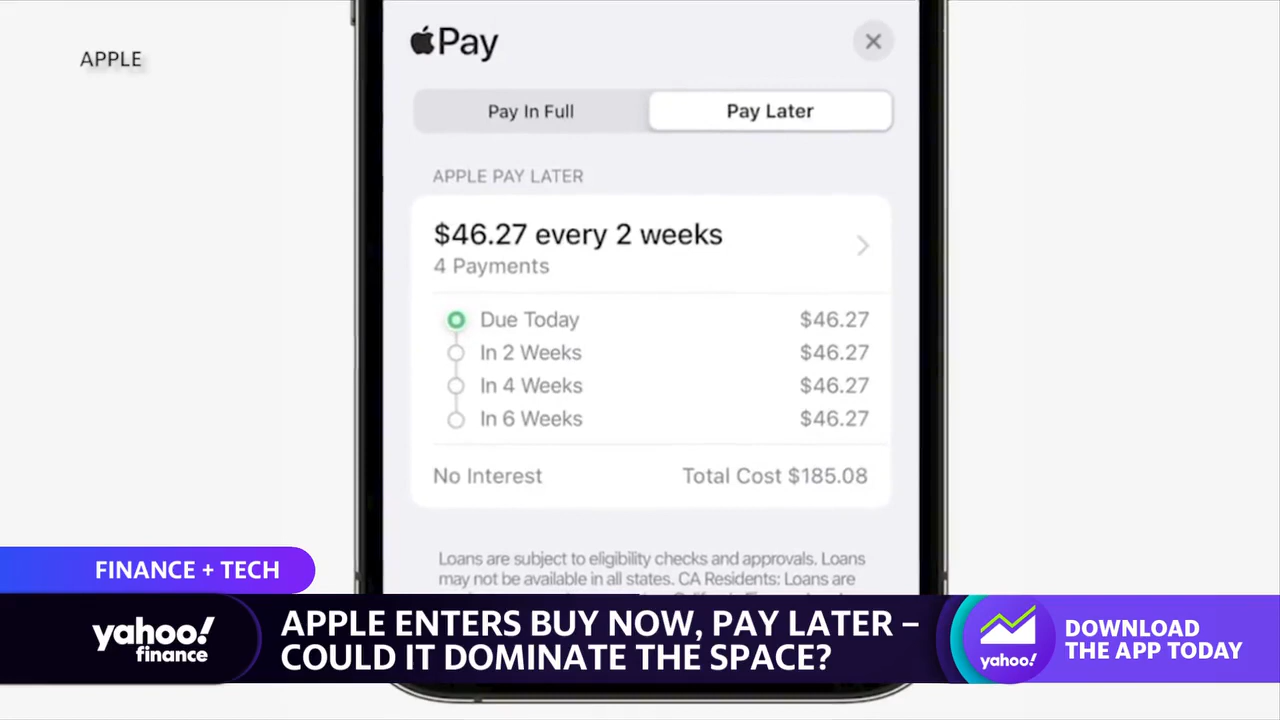 APPLE
Pay
Pay In Full
Pay Later
APPLE PAY LATER
$46.27 every 2 weeks
4 Payments
Due Today $46.27
In 2 Weeks $46.27
In 4 Weeks $46.27
In 6 Weeks $46.27
No Interest Total Cost $185.08
Loans are subject to eligibility checks and approvals. Loans
may not be available in all states. CA Residents: Loans are
FINANCE + TECH
yahoo!
finance
APPLE ENTERS BUY NOW, PAY LATER –
COULD IT DOMINATE THE SPACE?
yahoo!
DOWNLOAD
THE APP TODAY